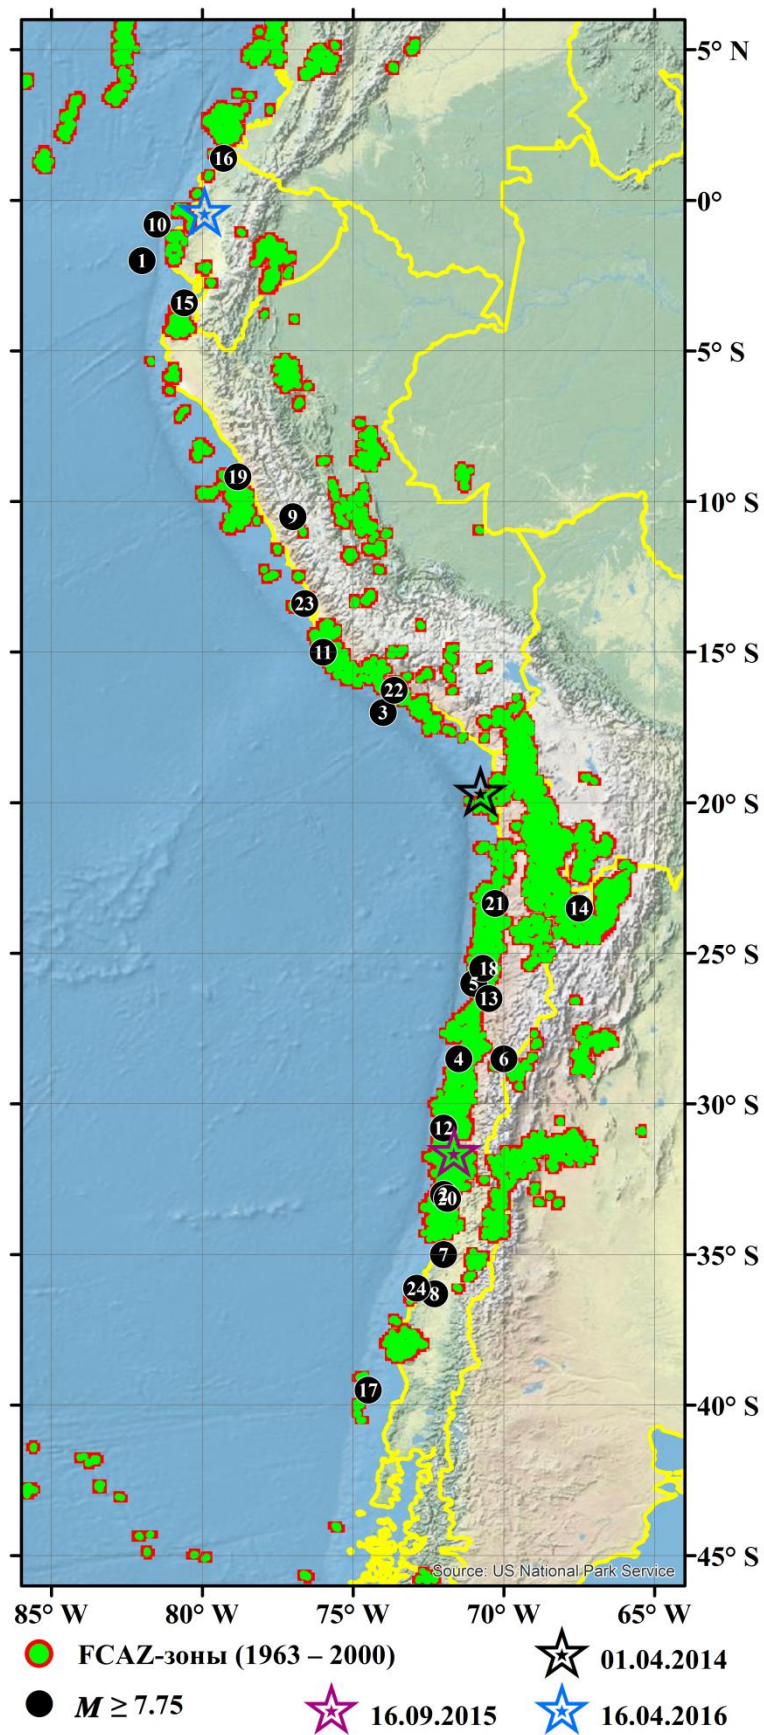 5° N
16
0°
10
1
15
5° S
19
10° S
9
23
11
15° S
22
3
20° S
21
14
18
25° S
5
13
4
6
30° S
12
2
20
7
35° S
24
8
17
40° S
45° S
Source: US National Park Service
85° W 80° W 75° W 70° W 65° W
FCAZ-зоны (1963 – 2000) 01.04.2014
M ≥ 7.75 16.09.2015 16.04.2016